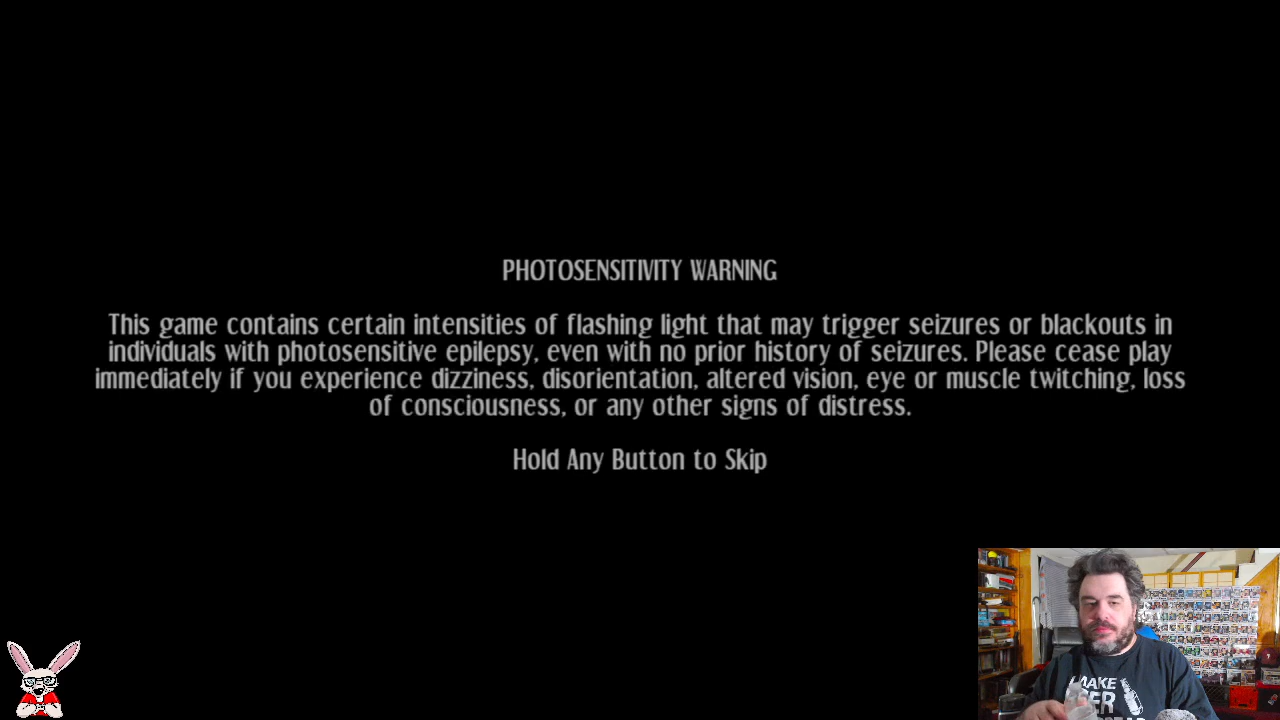 PHOTOSENSITIVITY WARNING
This game contains certain intensities of flashing light that may trigger seizures or blackouts in
individuals with photosensitive epilepsy, even with no prior history of seizures. Please cease play
immediately if you experience dizziness, disorientation, altered vision, eye or muscle twitching, loss
of consciousness, or any other signs of distress.
Hold Any Button to Skip
MAKE